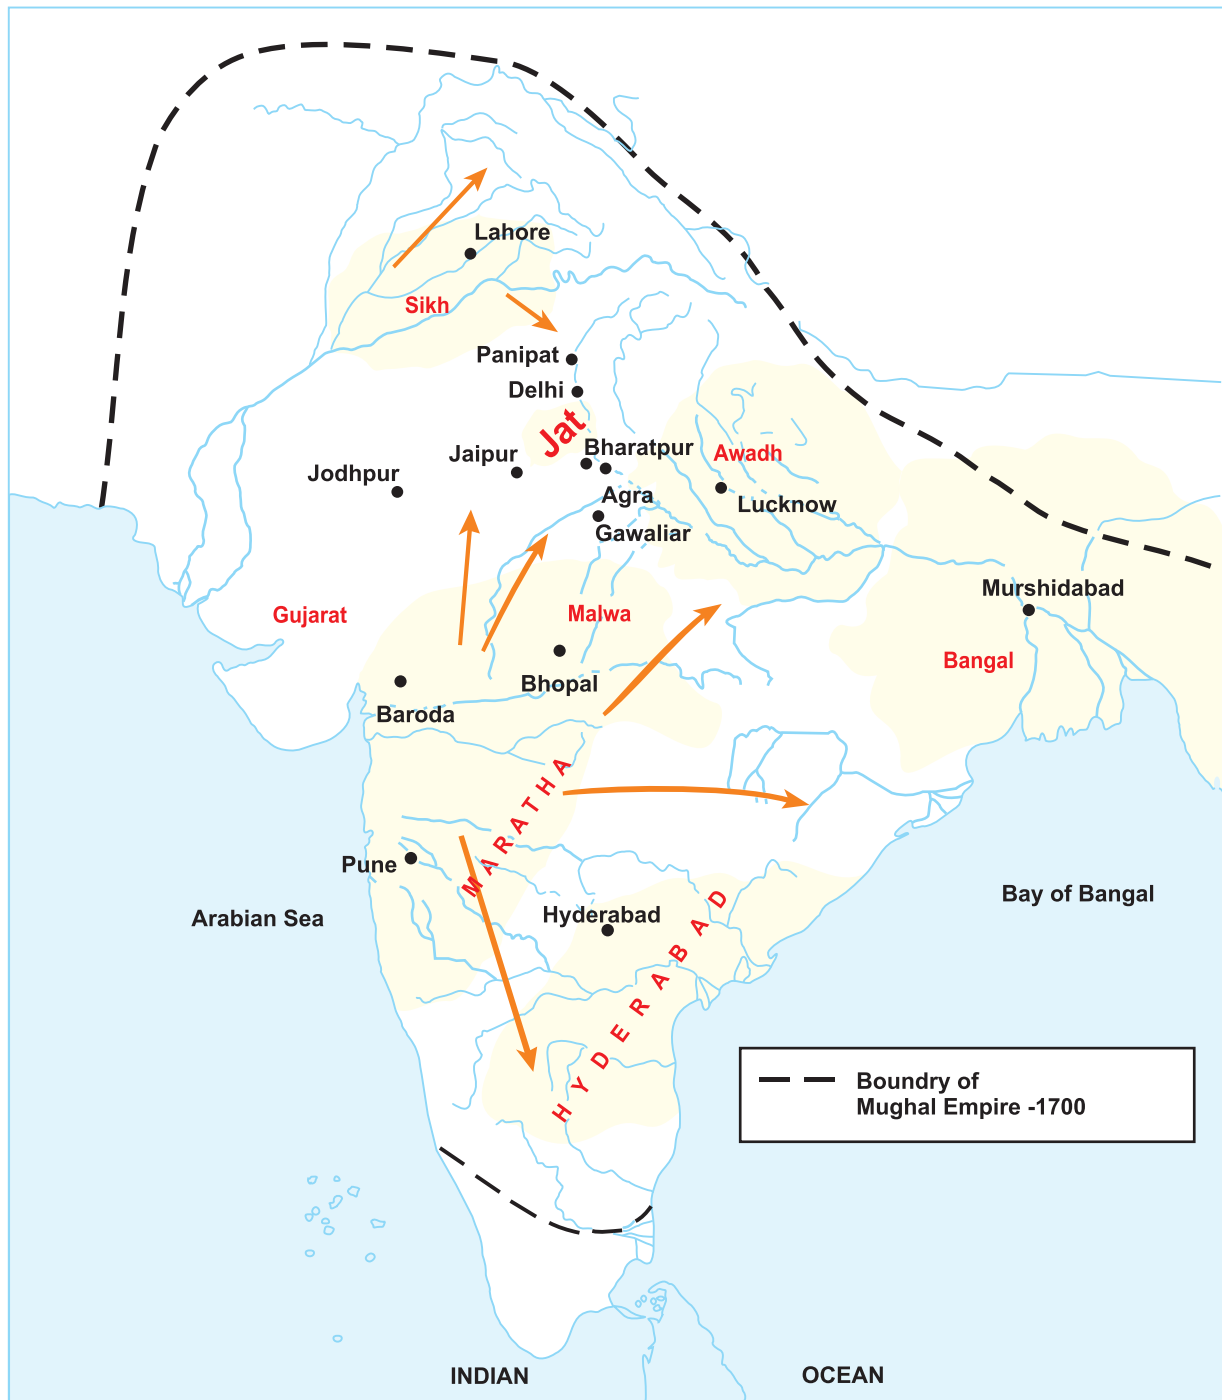 Lahore
Sikh
Panipat
Delhi
Jat
Bharatpur
Jaipur
Awadh
Jodhpur
Agra
Lucknow
Gawaliar
Murshidabad
Gujarat
Malwa
Bangal
Bhopal
Baroda
MARATHA
Pune
Hyderabad
HYDERABAD
Arabian Sea
Bay of Bangal
Boundry of
Mughal Empire -1700
INDIAN OCEAN